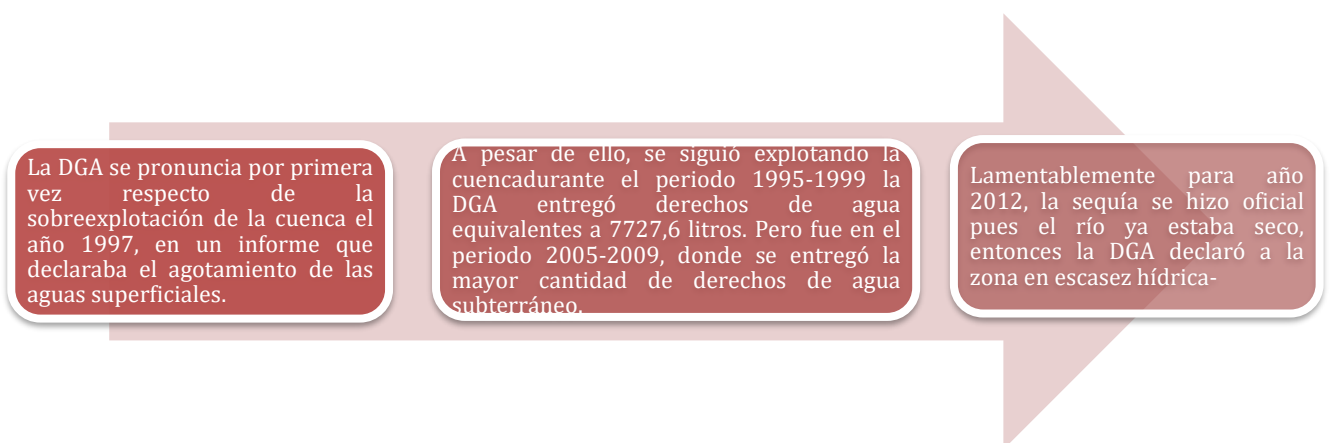 La DGA se pronuncia por primera
vez respecto de la
sobreexplotación de la cuenca el
año 1997, en un informe que
declaraba el agotamiento de las
aguas superficiales.
A pesar de ello, se siguió explotando la
cuencadurante el periodo 1995-1999 la
DGA entregó derechos de agua
equivalentes a 7727,6 litros. Pero fue en el
periodo 2005-2009, donde se entregó la
mayor cantidad de derechos de agua
subterráneo.
Lamentablemente para año
2012, la sequía se hizo oficial
pues el río ya estaba seco,
entonces la DGA declaró a la
zona en escasez hídrica-